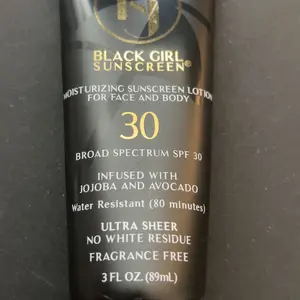 BLACK GIRL
SUNSCREEN®
MOISTURIZING SUNSCREEN LOTION
FOR FACE AND BODY
30
BROAD SPECTRUM SPF 30
INFUSED WITH
JOJOBA AND AVOCADO
Water Resistant (80 minutes)
ULTRA SHEER
NO WHITE RESIDUE
FRAGRANCE FREE
3 FL OZ. (89mL)